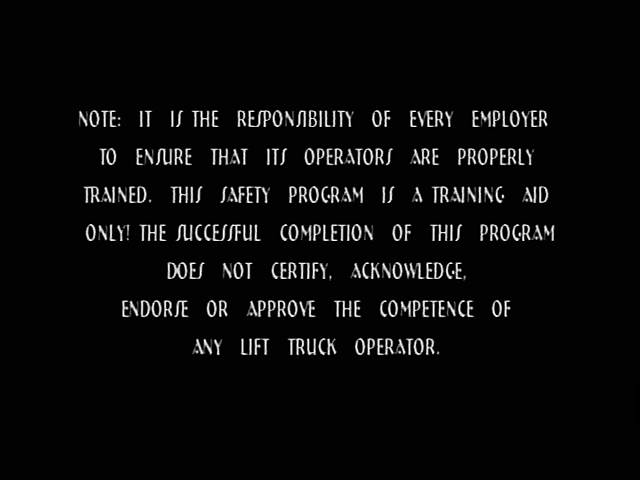 NOTE: IT IS THE RESPONSIBILITY OF EVERY EMPLOYER
TO ENSURE THAT ITS OPERATORS ARE PROPERLY
TRAINED. THIS SAFETY PROGRAM IS A TRAINING AID
ONLY! THE SUCCESSFUL COMPLETION OF THIS PROGRAM
DOES NOT CERTIFY, ACKNOWLEDGE,
ENDORSE OR APPROVE THE COMPETENCE OF
ANY LIFT TRUCK OPERATOR.